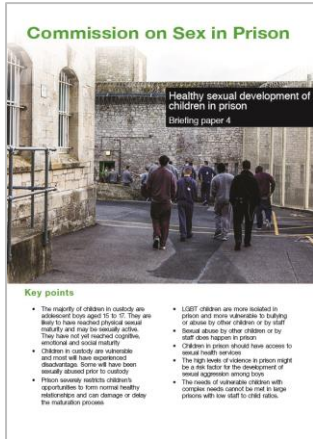 Commission on Sex in Prison
Healthy sexual development of
children in prison
Briefing paper 4
Key points
• The majority of children in custody are
adolescent boys aged 15 to 17. They are
likely to have reached physical sexual
maturity and may be sexually active.
They have not yet reached cognitive,
emotional and social maturity
• Children in custody are vulnerable
and most will have experienced
disadvantage. Some will have been
sexually abused prior to custody
• Prison severely restricts children's
opportunities to form normal healthy
relationships and can damage or delay
the maturation process
• LGBT children are more isolated in
prison and more vulnerable to bullying
or abuse by other children or by staff
• Sexual abuse by other children or by
staff does happen in prison
• Children in prison should have access to
sexual health services
• The high levels of violence in prison might
be a risk factor for the development of
sexual aggression among boys
• The needs of vulnerable children with
complex needs cannot be met in large
prisons with low staff to child ratios.